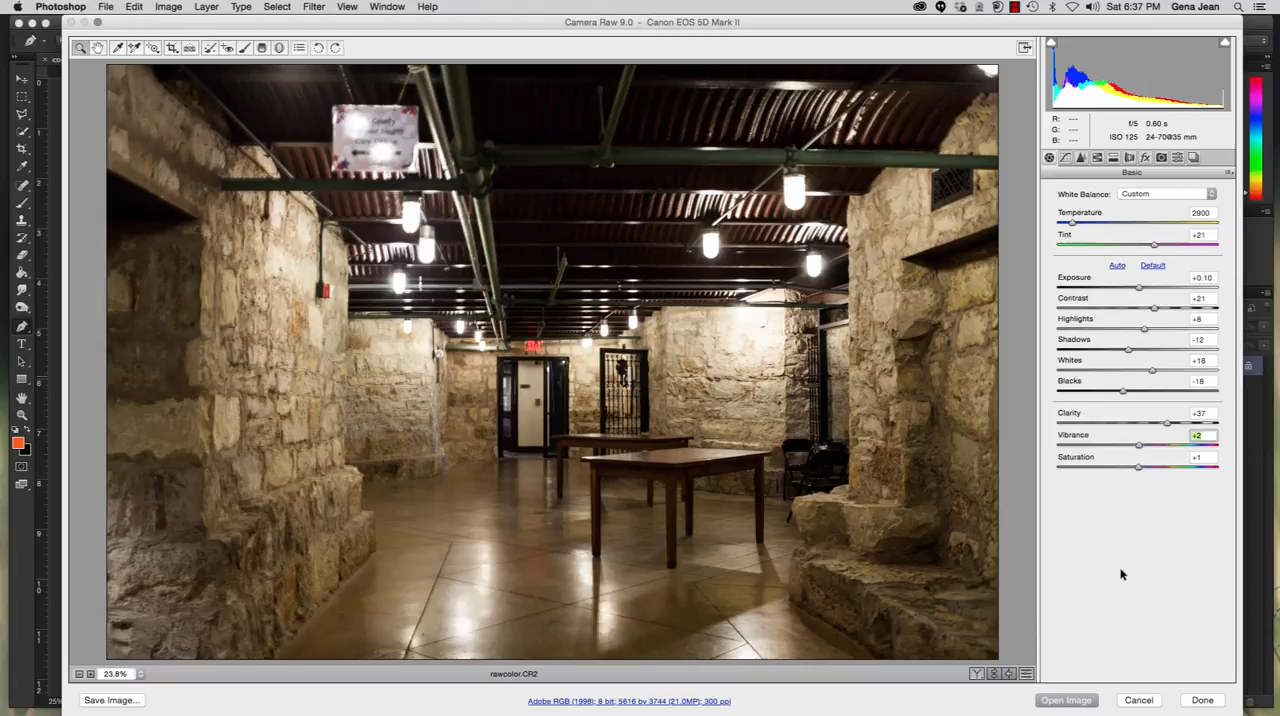 Photoshop File Edit Image Layer Type Select Filter View Window Help
Sat 6:37 PM Gena Jean
Camera Raw 9.0 - Canon EOS 5D Mark II
R: ---
G: ---
B: ---
f/5 0.60 s
ISO 125 24-70@35 mm
Basic
White Balance: Custom
Temperature 2900
Tint +21
Auto Default
Exposure +0.10
Contrast +21
Highlights +8
Shadows -12
Whites +18
Blacks -18
Clarity +37
Vibrance +2
Saturation +1
County
23.8%
rawcolor.CR2
Y
Save Image...
Adobe RGB (1998); 8 bit; 5616 by 3744 (21.0MP); 300 ppi
Open Image Cancel Done